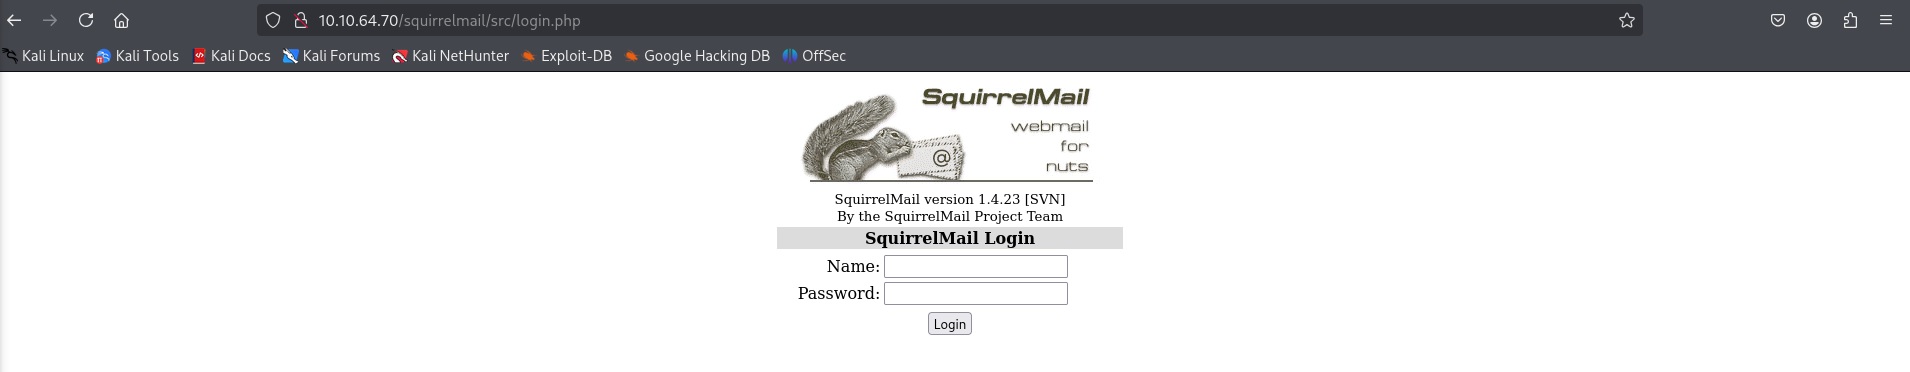 10.10.64.70/squirrelmail/src/login.php
Kali Linux Kali Tools Kali Docs Kali Forums Kali NetHunter Exploit-DB Google Hacking DB OffSec
SquirrelMail
webmail
for
nuts
@
SquirrelMail version 1.4.23 [SVN]
By the SquirrelMail Project Team
SquirrelMail Login
Name:
Password:
Login